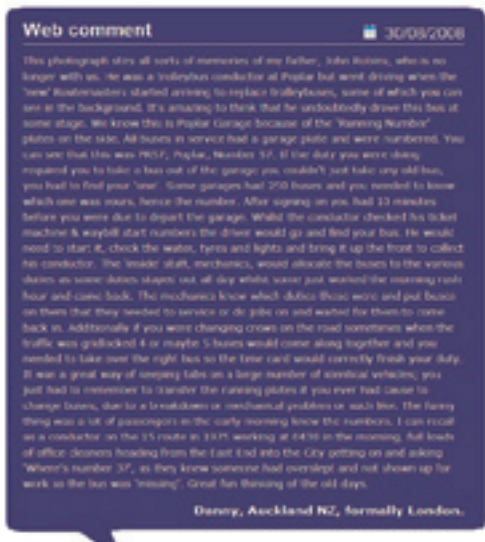 Web comment
30/08/2008
This photograph stirs all sorts of memories of my father, John, who is no
longer with us. He was a trolleybus conductor at Poplar but went driving when the
'new' Routemasters started arriving to replace trolleybuses, some of which you can
see in the background. It's amazing to think that he undoubtedly drove this bus at
some stage. We know this is Poplar Garage because of the 'Running Number'
plates on the side. All buses in service had a garage plate and were numbered. You
can see that this was Poplar, Number 57. If the duty you were doing
required you to take a bus out of the garage you couldn't just take any old bus,
you had to find your 'one'. Some garages had 250 buses and you needed to know
which one was yours, hence the number. After signing on you had 10 minutes
before you were due to depart the garage. Whilst the conductor checked his ticket
machine & waybill start numbers the driver would go and find your bus. He would
need to start it, check the water, tyres and lights and bring it up the front to collect
his conductor. The 'inside' staff, mechanics, would allocate the buses to the various
duties as some duties stayed out all day whilst some just worked the morning rush
hour and came back. The mechanics knew which duties those were and put buses
on them that they needed to service or do jobs on and waited for them to come
back in. Additionally if you were changing crews on the road sometimes when the
traffic was gridlocked 4 or maybe 5 buses would come along together and you
needed to take over the right bus so the time card would correctly finish your duty.
It was a great way of keeping tabs on a large number of identical vehicles; you
just had to remember to transfer the running plates if you ever had cause to
change buses, due to a breakdown or mechanical problem or such like. The funny
thing was a lot of passengers in the early morning knew the numbers. I can recall
as a conductor on the 15 route in 1975 working at 0430 in the morning, full loads
of office cleaners heading from the East End into the City getting on and asking
'Where's number 37', as they knew someone had overslept and not shown up for
work so the bus was 'missing'. Great fun thinking of the old days.
Danny, Auckland NZ, formally London.